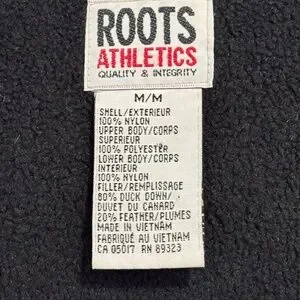 ROOTS
ATHLETICS
QUALITY & INTEGRITY
M/M
SHELL/EXTERIEUR
100% NYLON
UPPER BODY/CORPS
SUPERIEUR
100% POLYESTER
LOWER BODY/CORPS
INTERIEUR
100% NYLON
FILLER/REMPLISSAGE
80% DUCK DOWN/
DUVET DU CANARD
20% FEATHER/PLUMES
MADE IN VIETNAM
FABRIQUÉ AU VIETNAM
CA 05017 RN 89323